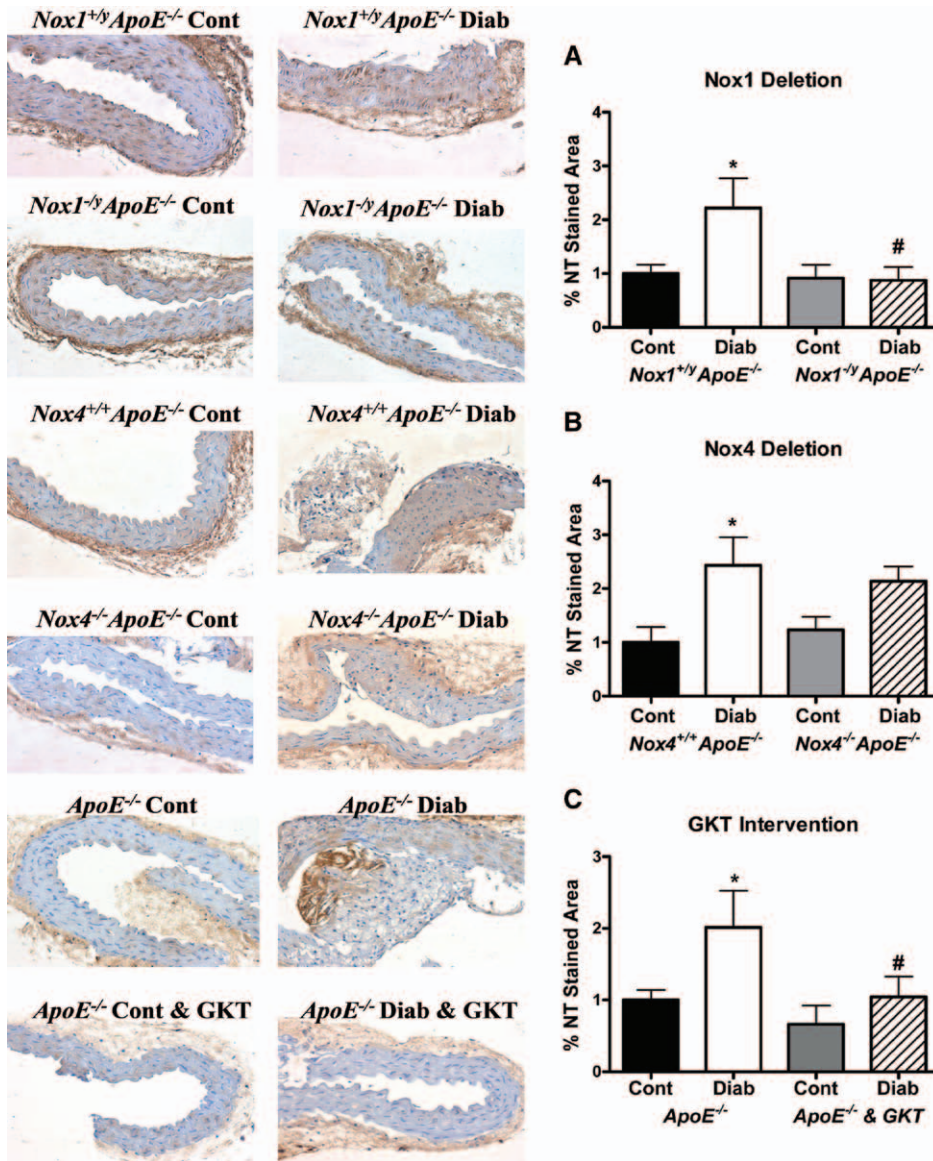 Nox1+/yApoE-/- Cont
Nox1+/yApoE-/- Diab
Nox1-/yApoE-/- Cont
Nox1-/yApoE-/- Diab
Nox4+/+ApoE-/- Cont
Nox4+/+ApoE-/- Diab
Nox4-/-ApoE-/- Cont
Nox4-/-ApoE-/- Diab
ApoE-/- Cont
ApoE-/- Diab
ApoE-/- Cont & GKT
ApoE-/- Diab & GKT
A
Nox1 Deletion
% NT Stained Area
4
3
2
1
0
*
#
Cont Diab Cont Diab
Nox1+/yApoE-/- Nox1-/yApoE-/-
B
Nox4 Deletion
% NT Stained Area
4
3
2
1
0
*
Cont Diab Cont Diab
Nox4+/+ApoE-/- Nox4-/-ApoE-/-
C
GKT Intervention
% NT Stained Area
3
2
1
0
*
#
Cont Diab Cont Diab
ApoE-/- ApoE-/- & GKT